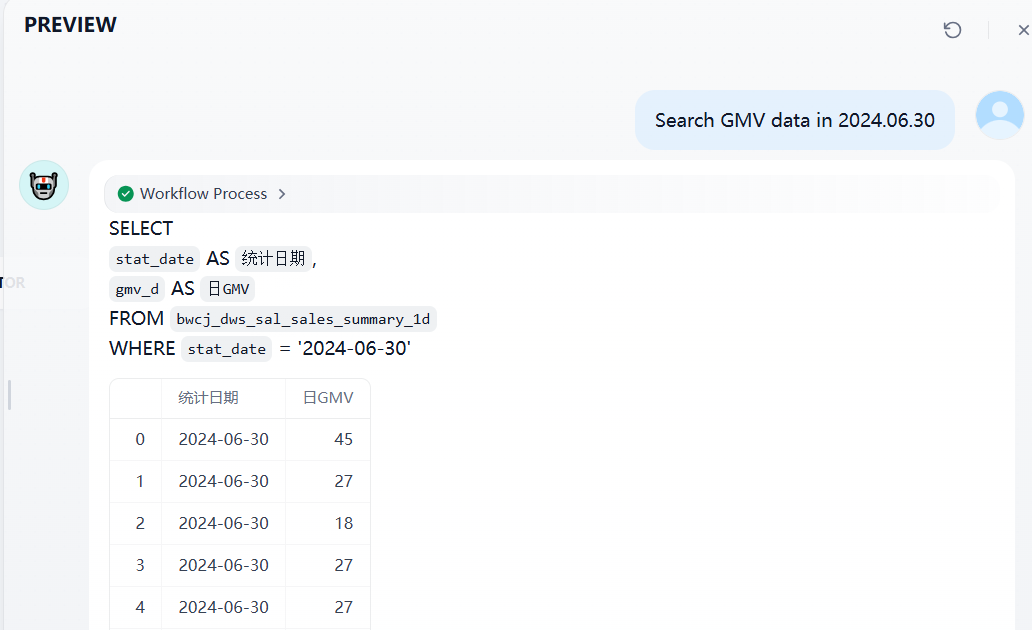 PREVIEW
Search GMV data in 2024.06.30
Workflow Process
SELECT
stat_date AS 统计日期 ,
gmv_d AS 日GMV
FROM bwcj_dws_sal_sales_summary_1d
WHERE stat_date = '2024-06-30'
统计日期 日GMV
0 2024-06-30 45
1 2024-06-30 27
2 2024-06-30 18
3 2024-06-30 27
4 2024-06-30 27